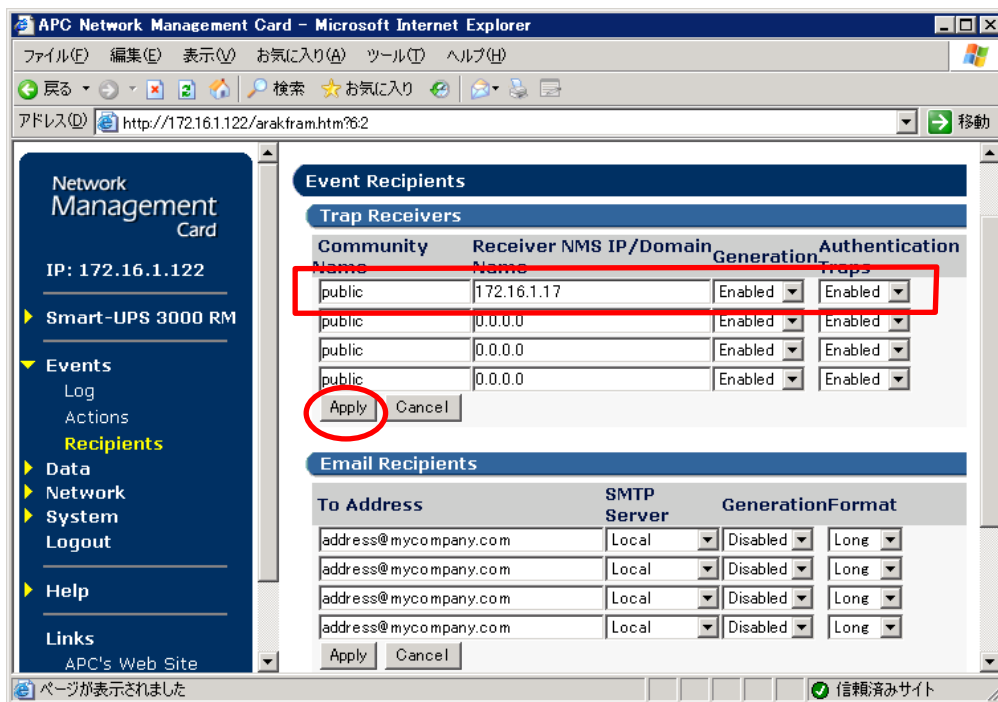 APC Network Management Card - Microsoft Internet Explorer
ファイル(F) 編集(E) 表示(V) お気に入り(A) ツール(T) ヘルプ(H)
戻る 検索 お気に入り
アドレス(D) http://172.16.1.122/arakfram.htm?6:2 移動
Network
Management
Card
IP: 172.16.1.122
Smart-UPS 3000 RM
Events
Log
Actions
Recipients
Data
Network
System
Logout
Help
Links
APC's Web Site
Event Recipients
Trap Receivers
Community Name Receiver NMS IP/Domain Name Generation Authentication Traps
public 172.16.1.17 Enabled Enabled
public 0.0.0.0 Enabled Enabled
public 0.0.0.0 Enabled Enabled
public 0.0.0.0 Enabled Enabled
Apply Cancel
Email Recipients
To Address SMTP Server Generation Format
address@mycompany.com Local Disabled Long
address@mycompany.com Local Disabled Long
address@mycompany.com Local Disabled Long
address@mycompany.com Local Disabled Long
Apply Cancel
ページが表示されました 信頼済みサイト